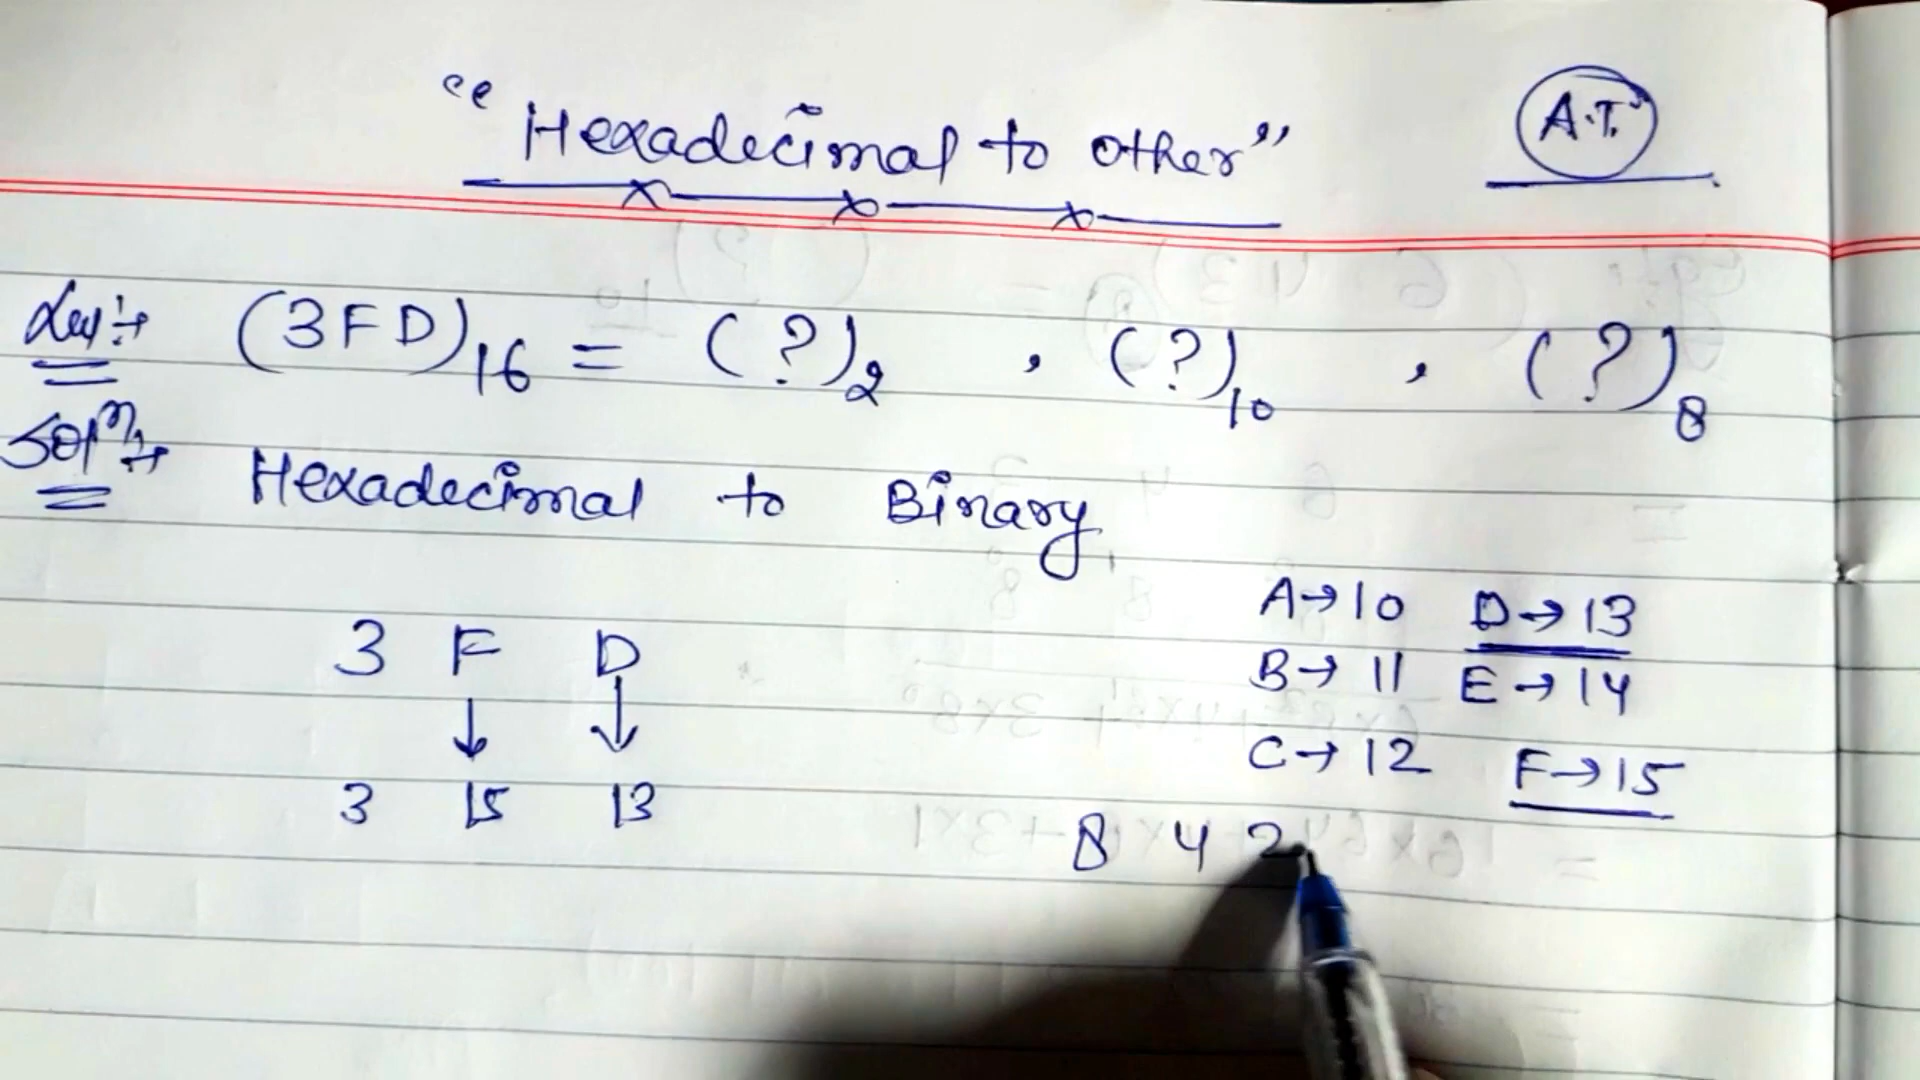 "Hexadecimal to other"
A.T.
(3FD)16 = (?)2 , (?)10 , (?)8
Soln:→ Hexadecimal to Binary
A→10 D→13
3 F D
B→11 E→14
↓ ↓
C→12 F→15
3 15 13
8 4 2